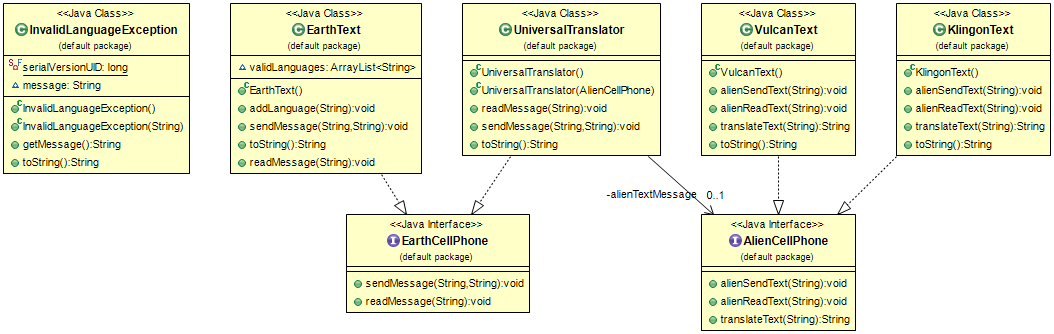 <<Java Class>>
InvalidLanguageException
(default package)
serialVersionUID: long
message: String
InvalidLanguageException()
InvalidLanguageException(String)
getMessage():String
toString():String
<<Java Class>>
EarthText
(default package)
validLanguages: ArrayList<String>
EarthText()
addLanguage(String):void
sendMessage(String,String):void
toString():String
readMessage(String):void
<<Java Class>>
UniversalTranslator
(default package)
UniversalTranslator()
UniversalTranslator(AlienCellPhone)
readMessage(String):void
sendMessage(String,String):void
toString():String
<<Java Class>>
VulcanText
(default package)
VulcanText()
alienSendText(String):void
alienReadText(String):void
translateText(String):String
toString():String
<<Java Class>>
KlingonText
(default package)
KlingonText()
alienSendText(String):void
alienReadText(String):void
translateText(String):String
toString():String
-alienTextMessage 0..1
<<Java Interface>>
EarthCellPhone
(default package)
sendMessage(String,String):void
readMessage(String):void
<<Java Interface>>
AlienCellPhone
(default package)
alienSendText(String):void
alienReadText(String):void
translateText(String):String